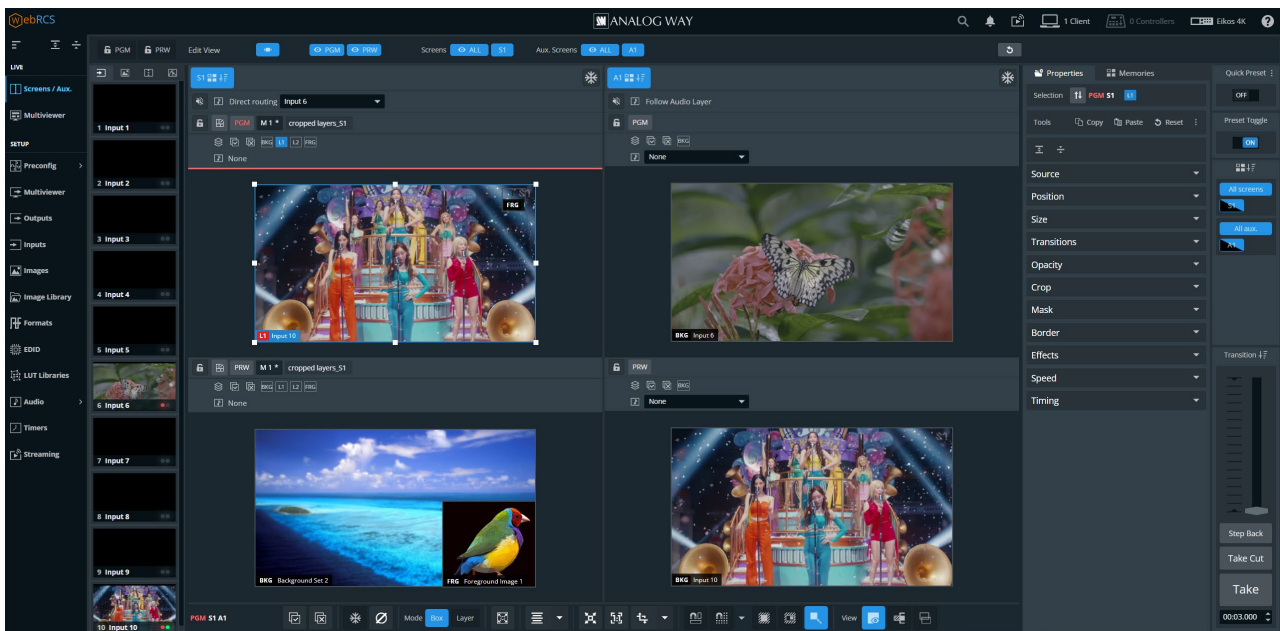 WebRCS
ANALOG WAY
1 Client
0 Controllers
Eikos 4K
PGM
PRW
Edit View
PGM
PRW
Screens
ALL
S1
Aux. Screens
ALL
A1
LIVE
Screens / Aux.
Multiviewer
SETUP
Preconfig
Multiviewer
Outputs
Inputs
Images
Image Library
Formats
EDID
LUT Libraries
Audio
Timers
Streaming
1 Input 1
2 Input 2
3 Input 3
4 Input 4
5 Input 5
6 Input 6
7 Input 7
8 Input 8
9 Input 9
10 Input 10
S1
Direct routing Input 6
PGM M 1 * cropped layers_S1
BKG L1 L2 FRG
None
FRG
L1 Input 10
PRW M 1 * cropped layers_S1
BKG L1 L2 FRG
None
BKG Background Set 2
FRG Foreground Image 1
A1
Follow Audio Layer
PGM
BKG
None
BKG Input 6
PRW
BKG
None
BKG Input 10
PGM S1 A1
Mode
Box
Layer
View
Properties
Memories
Selection
PGM S1
L1
Tools
Copy
Paste
Reset
Source
Position
Size
Transitions
Opacity
Crop
Mask
Border
Effects
Speed
Timing
Quick Preset
OFF
Preset Toggle
ON
All screens
S1
All aux.
A1
Transition
Step Back
Take Cut
Take
00:03.000